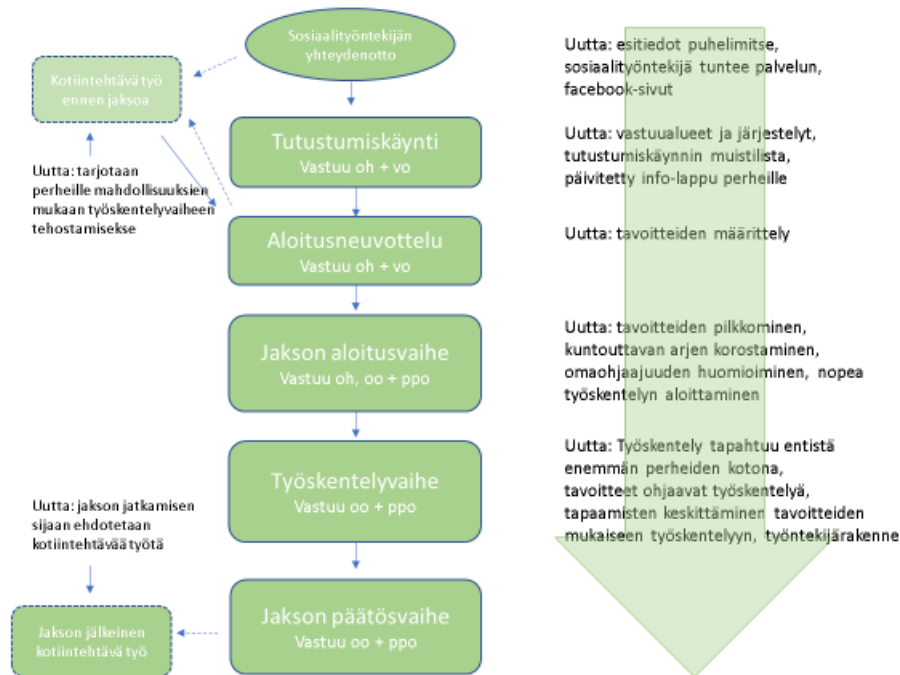 Sosiaalityöntekijän
yhteydenotto
Uutta: esitiedot puhelimitse,
sosiaalityöntekijä tuntee palvelun,
facebook-sivut
Kotiintehtävä työ
ennen jaksoa
Tutustumiskäynti
Vastuu oh + vo
Uutta: vastuualueet ja järjestelyt,
tutustumiskäynnin muistilista,
päivitetty info-lappu perheille
Uutta: tarjotaan
perheille mahdollisuuksien
mukaan työskentelyvaiheen
tehostamisekse
Aloitusneuvottelu
Vastuu oh + vo
Uutta: tavoitteiden määrittely
Jakson aloitusvaihe
Vastuu oh, oo + ppo
Uutta: tavoitteiden pilkkominen,
kuntouttavan arjen korostaminen,
omaohjaajuuden huomioiminen, nopea
työskentelyn aloittaminen
Työskentelyvaihe
Vastuu oo + ppo
Uutta: Työskentely tapahtuu entistä
enemmän perheiden kotona,
tavoitteet ohjaavat työskentelyä,
tapaamisten keskittäminen tavoitteiden
mukaiseen työskentelyyn, työntekijärakenne
Uutta: jakson jatkamisen
sijaan ehdotetaan
kotiintehtävää työtä
Jakson päätösvaihe
Vastuu oo + ppo
Jakson jälkeinen
kotiintehtävä työ